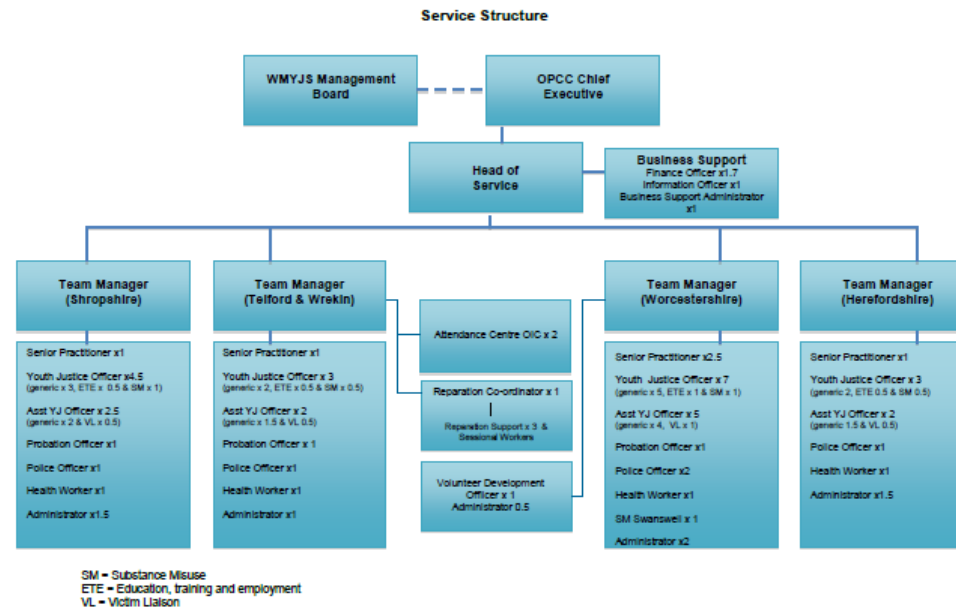 Service Structure
WMYJS Management
Board
OPCC Chief
Executive
Head of
Service
Business Support
Finance Officer x1.7
Information Officer x1
Business Support Administrator
x1
Team Manager
(Shropshire)
Team Manager
(Telford & Wrekin)
Team Manager
(Worcestershire)
Team Manager
(Herefordshire)
Senior Practitioner x1
Youth Justice Officer x4.5
(generic x 3, ETE x 0.5 & SM x 1)
Asst YJ Officer x 2.5
(generic x 2 & VL x 0.5)
Probation Officer x1
Police Officer x1
Health Worker x1
Administrator x1.5
Senior Practitioner x1
Youth Justice Officer x 3
(generic x 2, ETE x 0.5 & SM x 0.5)
Asst YJ Officer x 2
(generic x 1.5 & VL 0.5)
Probation Officer x 1
Police Officer x1
Health Worker x1
Administrator x1
Attendance Centre OIC x 2
Reparation Co-ordinator x 1
Reparation Support x 3 &
Sessional Workers
Volunteer Development
Officer x 1
Administrator 0.5
Senior Practitioner x2.5
Youth Justice Officer x 7
(generic x 5, ETE x 1 & SM x 1)
Asst YJ Officer x 5
(generic x 4, VL x 1)
Probation Officer x1
Police Officer x2
Health Worker x1
SM Swanswell x 1
Administrator x2
Senior Practitioner x1
Youth Justice Officer x 3
(generic 2, ETE 0.5 & SM 0.5)
Asst YJ Officer x 2
(generic 1.5 & VL 0.5)
Police Officer x1
Health Worker x1
Administrator x1.5
SM = Substance Misuse
ETE = Education, training and employment
VL = Victim Liaison